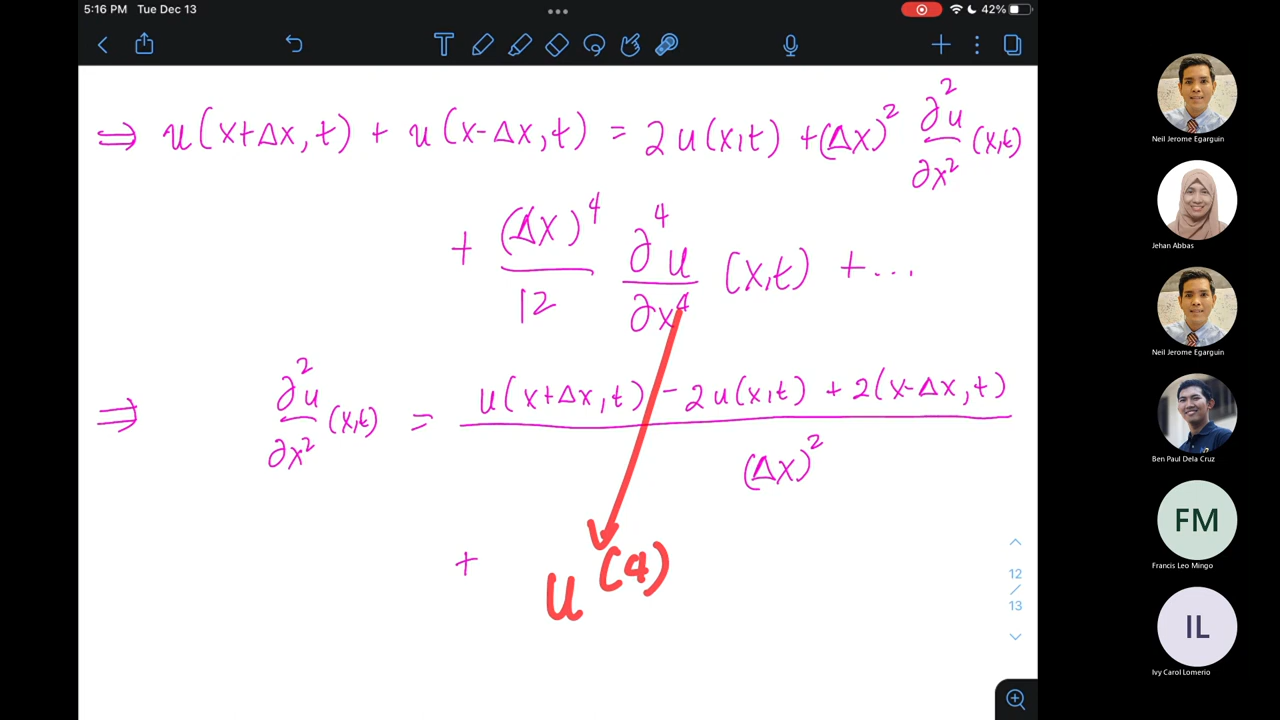 5:16 PM Tue Dec 13
42%
T
⇒ u(x+Δx,t) + u(x-Δx,t) = 2u(x,t) + (Δx)² ∂²u/∂x² (x,t)
+ (Δx)⁴/12 ∂⁴u/∂x⁴ (x,t) + ...
⇒ ∂²u/∂x² (x,t) = u(x+Δx,t) - 2u(x,t) + 2(x-Δx,t) / (Δx)²
+ u⁽⁴⁾
12
/
13
Neil Jerome Egarguin
Jehan Abbas
Neil Jerome Egarguin
Ben Paul Dela Cruz
FM
Francis Leo Mingo
IL
Ivy Carol Lomerio